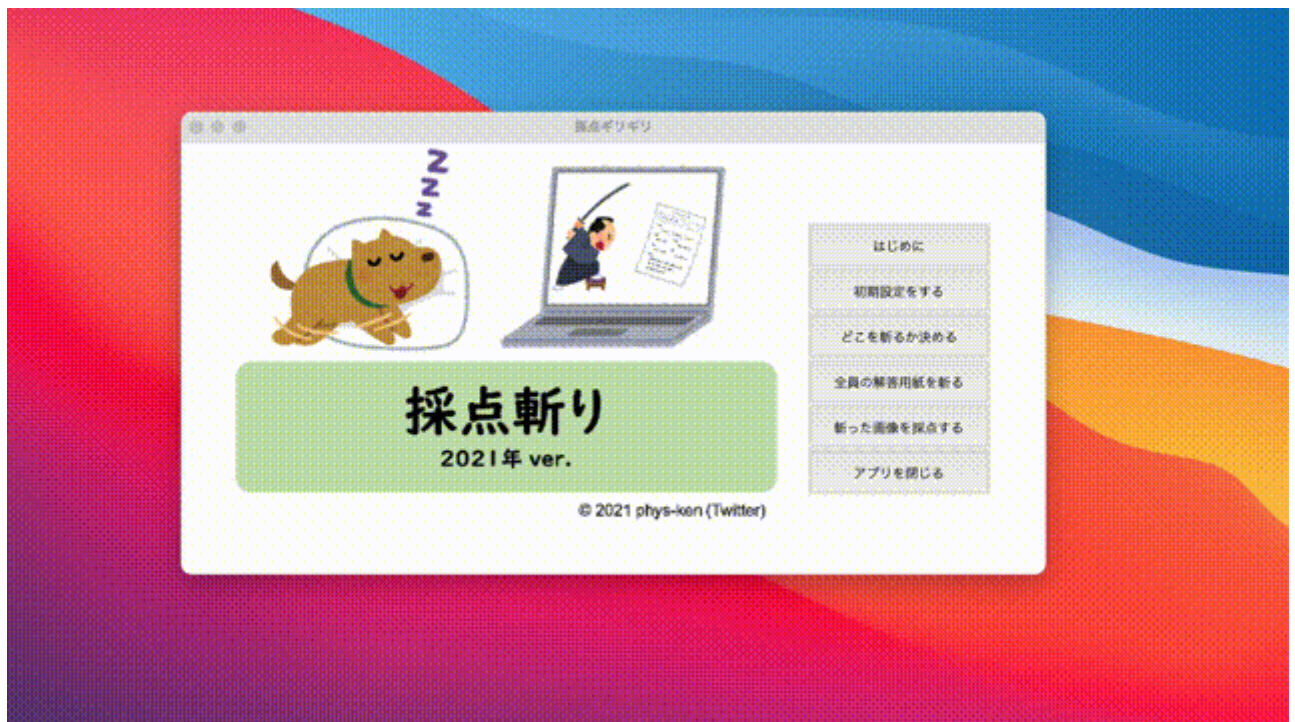 採点ギリギリ
Z
Z
Z
採点斬り
2021年 ver.
© 2021 phys-ken (Twitter)
はじめに
初期設定をする
どこを斬るか決める
全員の解答用紙を斬る
斬った画像を採点する
アプリを閉じる